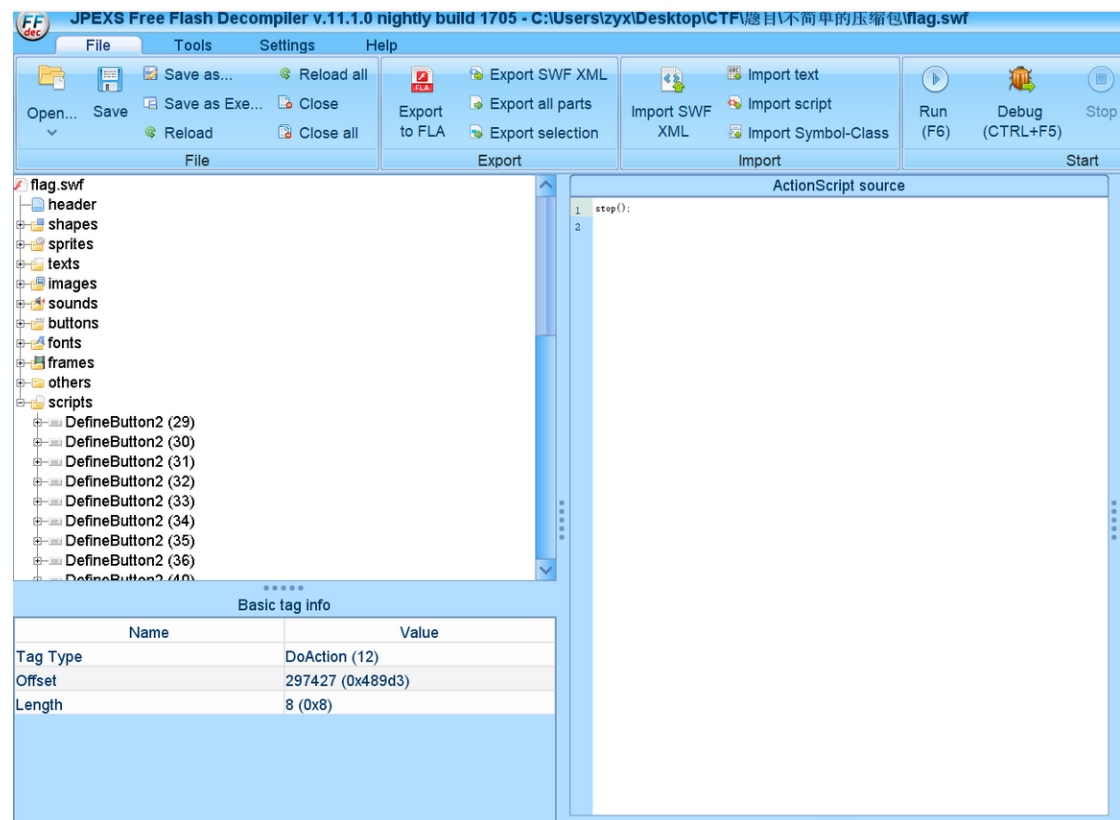 FF
dec
JPEXS Free Flash Decompiler v.11.1.0 nightly build 1705 - C:\Users\zyx\Desktop\CTF\题目\不简单的压缩包\flag.swf
File Tools Settings Help
Open... Save Save as... Reload all
Save as Exe... Close
Reload Close all
File
FLA
Export to FLA Export SWF XML
Export all parts
Export selection
Export
Import SWF XML Import text
Import script
Import Symbol-Class
Import
Run (F6) Debug (CTRL+F5) Stop
Start
flag.swf
header
shapes
sprites
texts
images
sounds
buttons
fonts
frames
others
scripts
DefineButton2 (29)
DefineButton2 (30)
DefineButton2 (31)
DefineButton2 (32)
DefineButton2 (33)
DefineButton2 (34)
DefineButton2 (35)
DefineButton2 (36)
DefineButton2 (40)
Basic tag info
Name Value
Tag Type DoAction (12)
Offset 297427 (0x489d3)
Length 8 (0x8)
ActionScript source
1 stop();
2